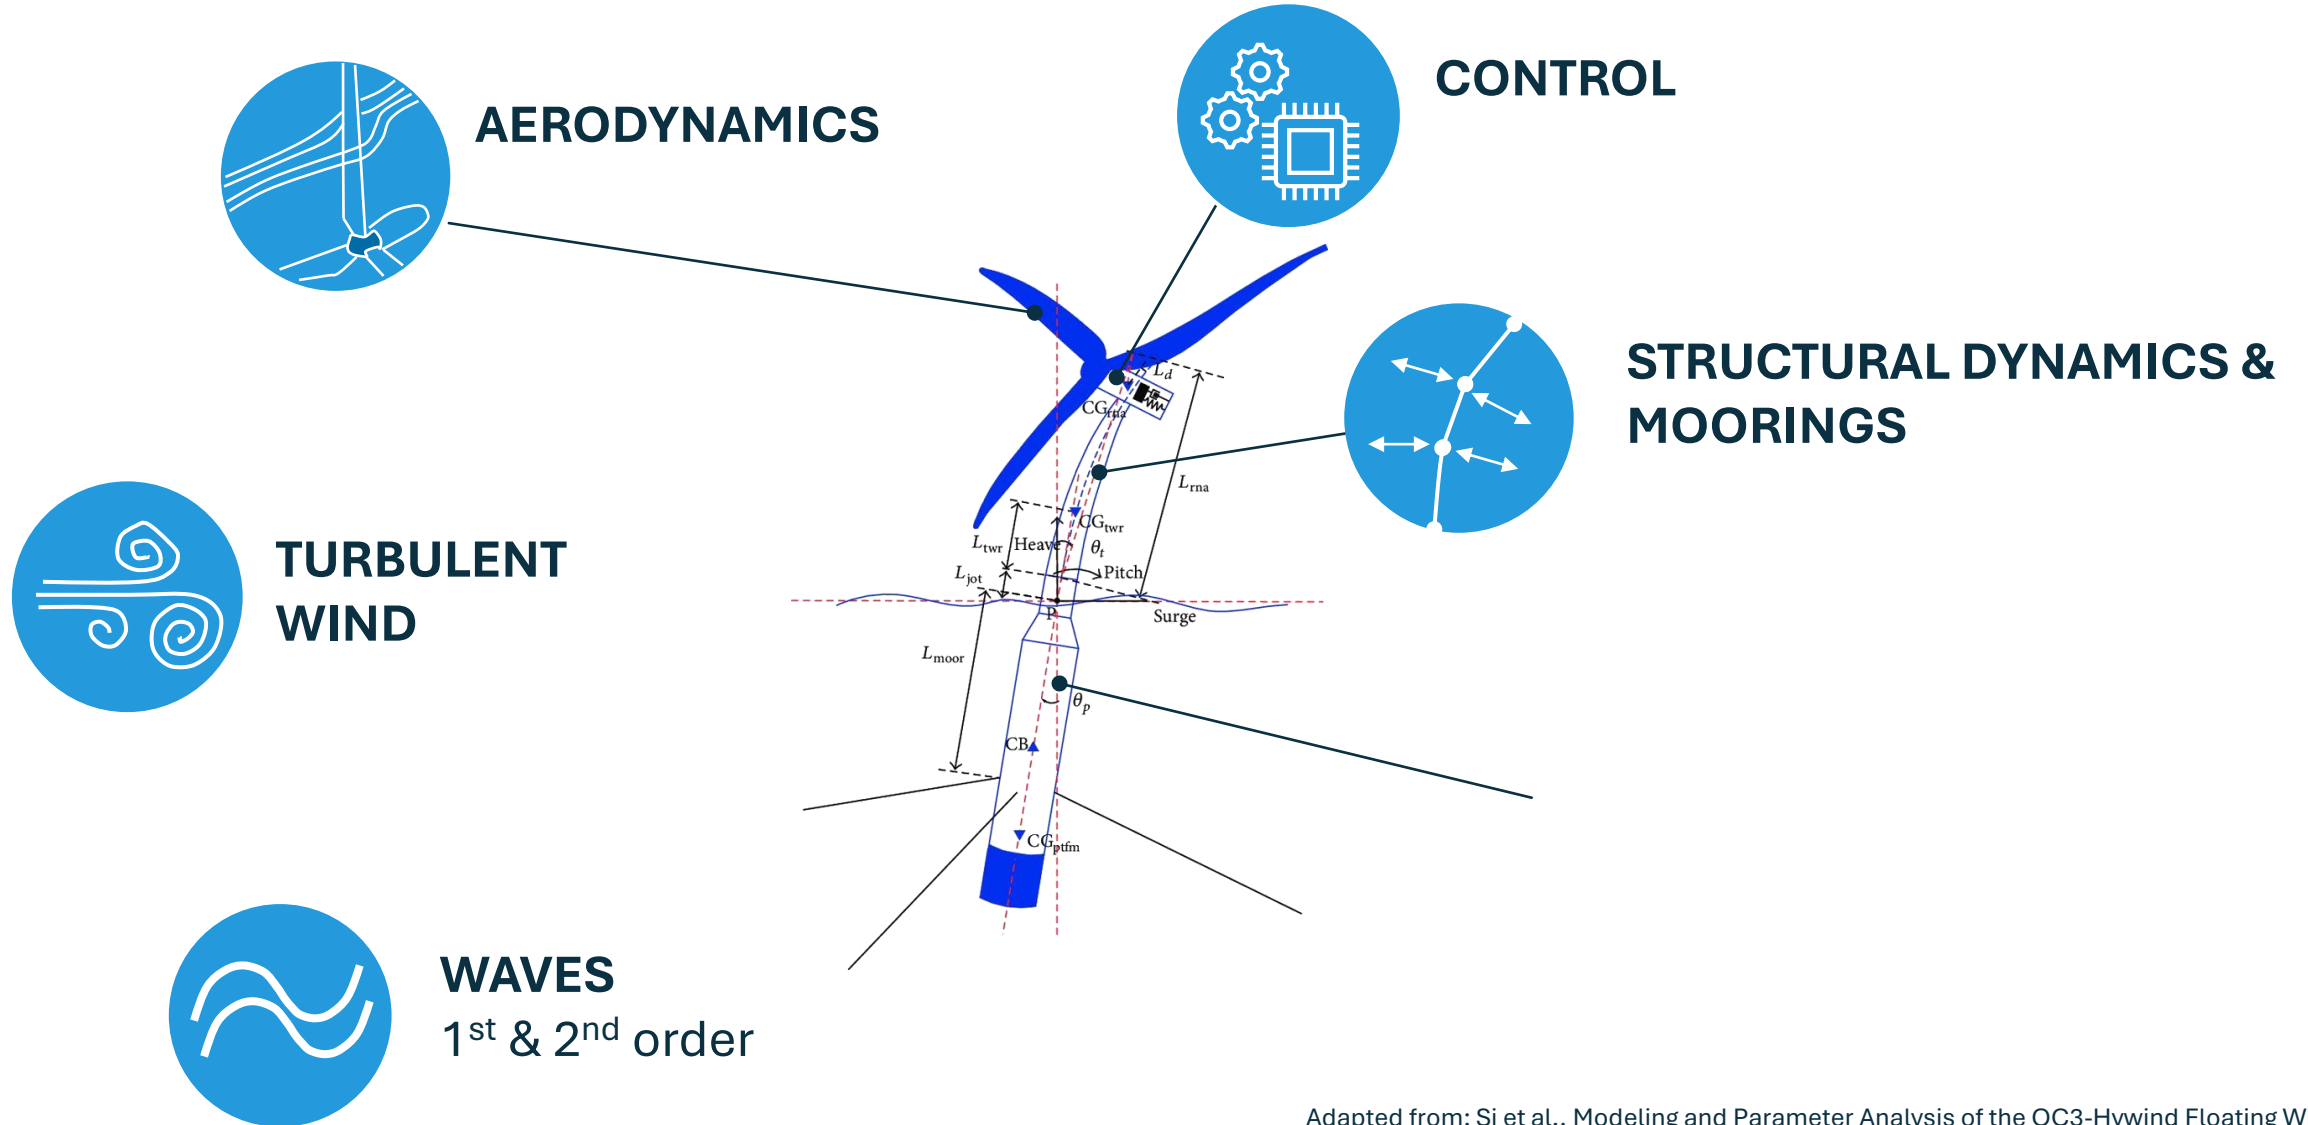 AERODYNAMICS
CONTROL
STRUCTURAL DYNAMICS &
MOORINGS
TURBULENT
WIND
WAVES
1st & 2nd order
Ld
CGrna
Lrna
CGtwr
Ltwr
Heave
θt
Ljot
Pitch
P
Surge
Lmoor
θp
CB
CGptfm
Adapted from: Si et al., Modeling and Parameter Analysis of the OC3-Hywind Floating W